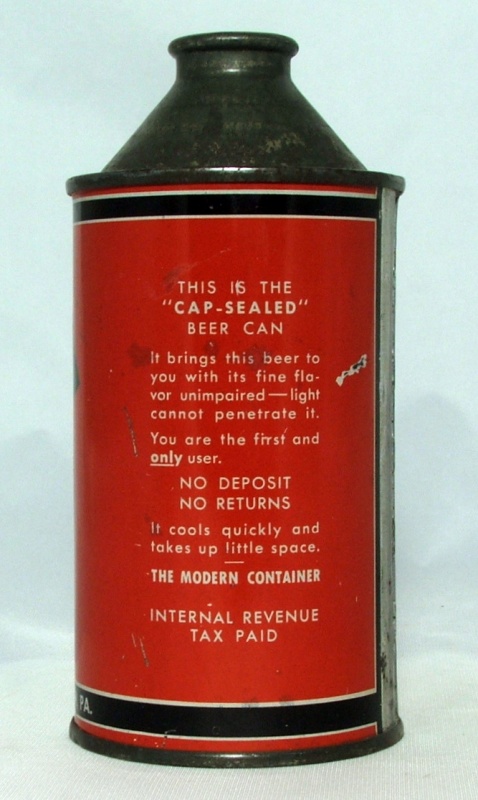 THIS IS THE
"CAP-SEALED"
BEER CAN
It brings this beer to
you with its fine fla-
vor unimpaired — light
cannot penetrate it.
You are the first and
only user.
NO DEPOSIT
NO RETURNS
It cools quickly and
takes up little space.
THE MODERN CONTAINER
INTERNAL REVENUE
TAX PAID
PA.